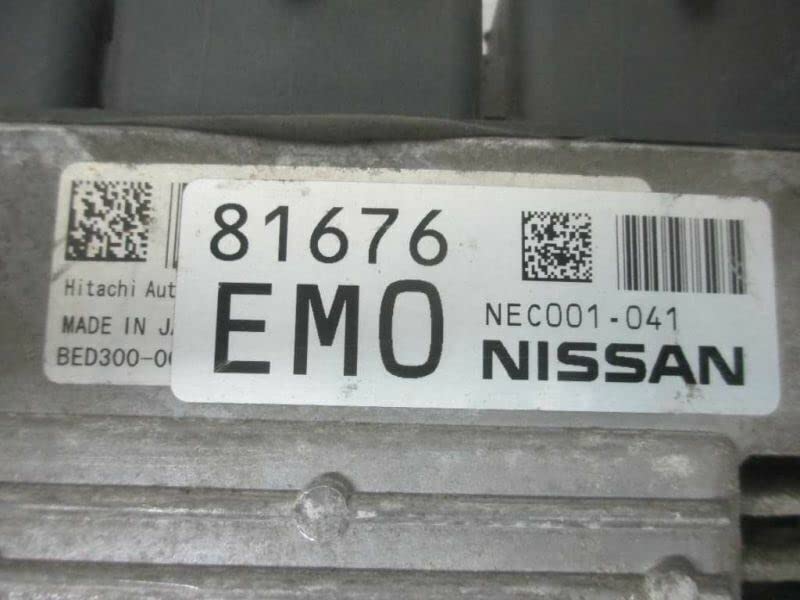 81676
EM0
NEC001-041
NISSAN
Hitachi Aut
MADE IN JA
BED300-0